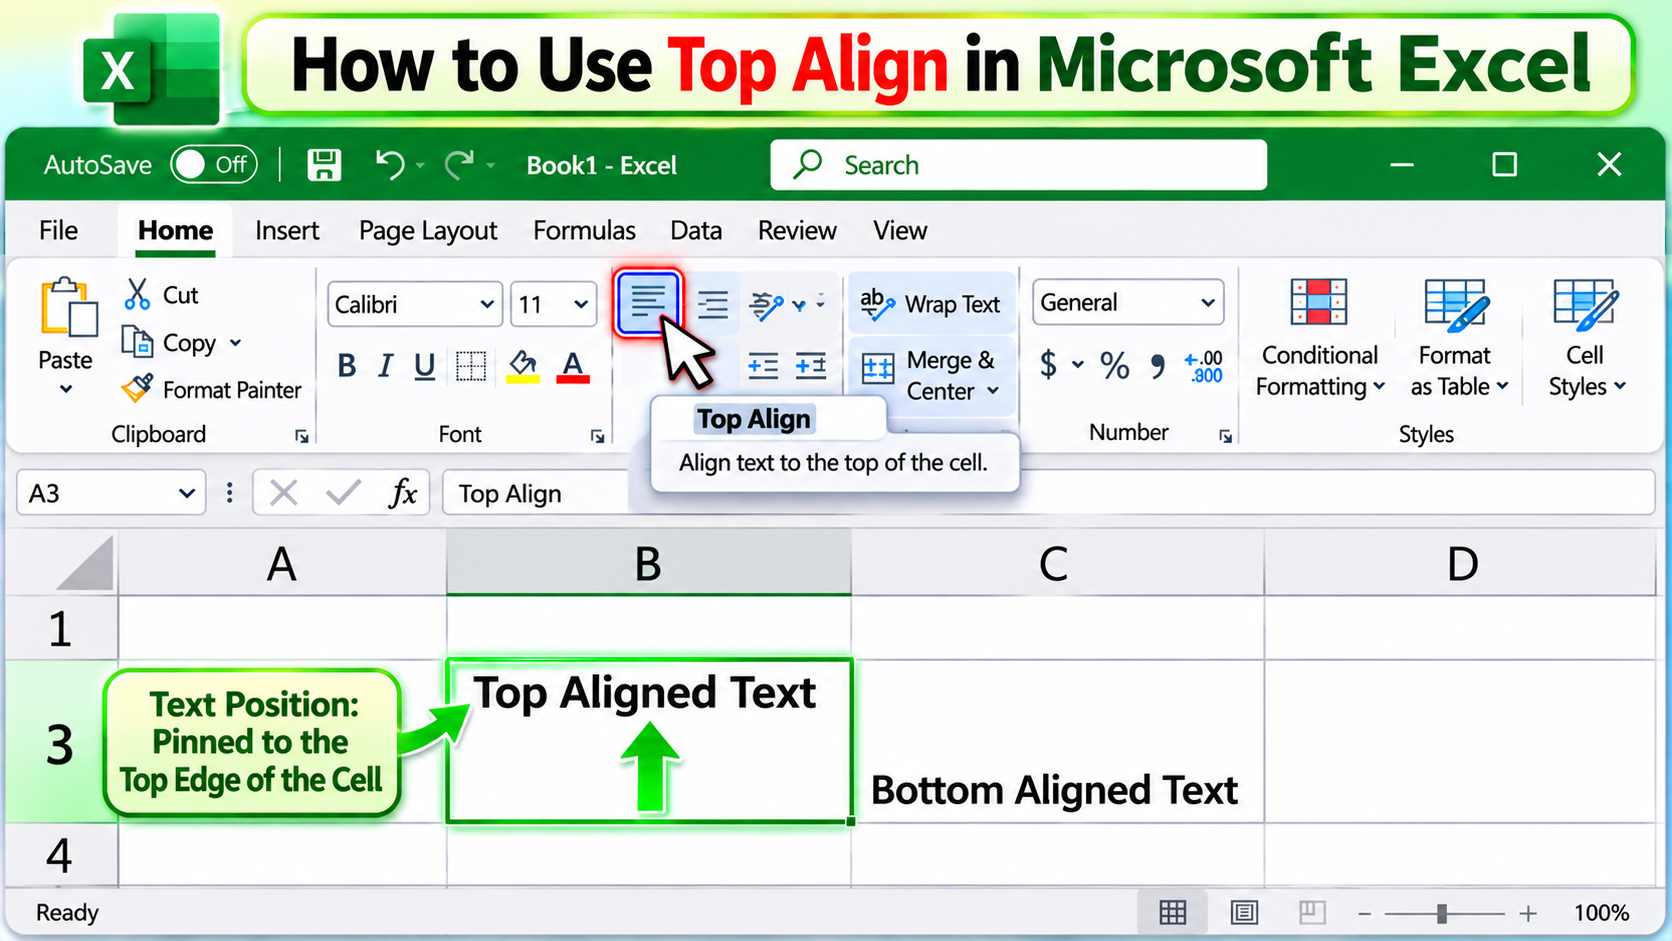 X
How to Use Top Align in Microsoft Excel
AutoSave Off Book1 - Excel Search
File Home Insert Page Layout Formulas Data Review View
Paste
Cut
Copy
Format Painter
Clipboard
Calibri 11
B I U A
Font
ab Wrap Text
Merge &
Center
General
$ % , .00
.300
Number
Conditional
Formatting
Format
as Table
Cell
Styles
Styles
Top Align
Align text to the top of the cell.
A3 fx Top Align
A B C D
1
3
4
Text Position:
Pinned to the
Top Edge of the Cell
Top Aligned Text
Bottom Aligned Text
Ready 100%